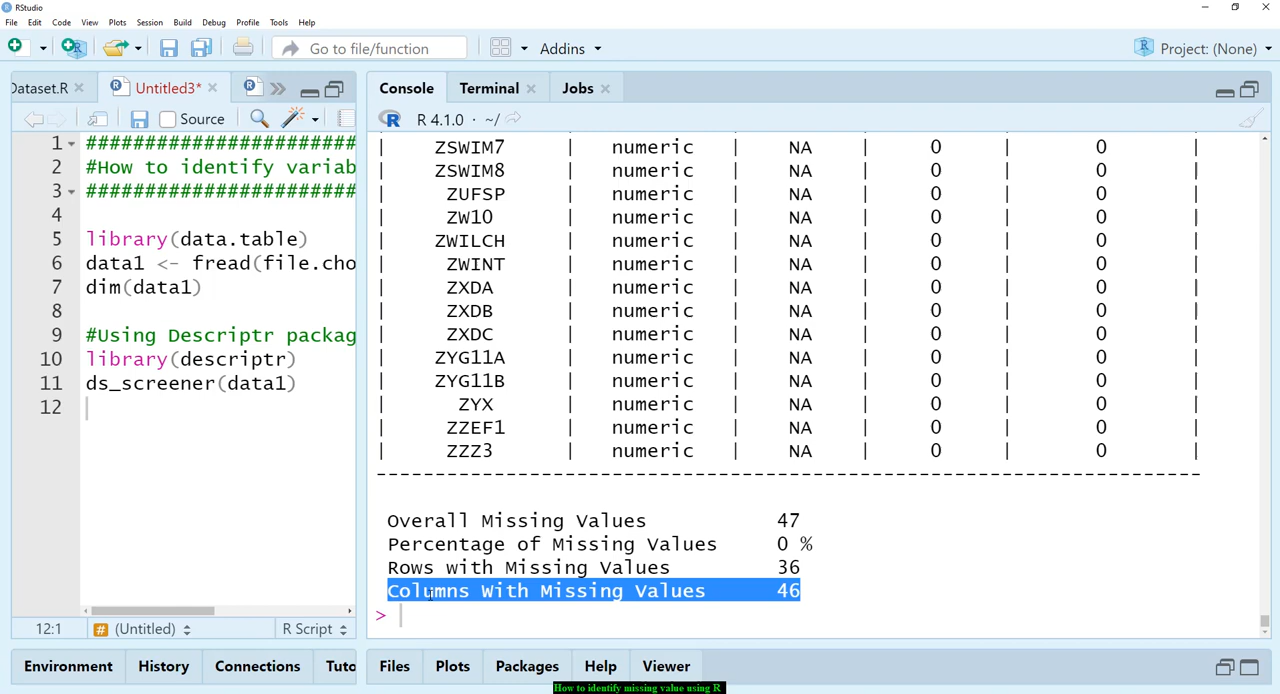 RStudio
File Edit Code View Plots Session Build Debug Profile Tools Help
Go to file/function Addins Project: (None)
Dataset.R Untitled3*
Source
1 ##########################
2 #How to identify variab
3 ##########################
4
5 library(data.table)
6 data1 <- fread(file.cho
7 dim(data1)
8
9 #Using Descriptr packag
10 library(descriptr)
11 ds_screener(data1)
12
12:1 # (Untitled) R Script
Environment History Connections Tuto
Console Terminal Jobs
R 4.1.0 · ~/
| ZSWIM7 | numeric | NA | 0 | 0 |
| ZSWIM8 | numeric | NA | 0 | 0 |
| ZUFSP | numeric | NA | 0 | 0 |
| ZW10 | numeric | NA | 0 | 0 |
| ZWILCH | numeric | NA | 0 | 0 |
| ZWINT | numeric | NA | 0 | 0 |
| ZXDA | numeric | NA | 0 | 0 |
| ZXDB | numeric | NA | 0 | 0 |
| ZXDC | numeric | NA | 0 | 0 |
| ZYG11A | numeric | NA | 0 | 0 |
| ZYG11B | numeric | NA | 0 | 0 |
| ZYX | numeric | NA | 0 | 0 |
| ZZEF1 | numeric | NA | 0 | 0 |
| ZZZ3 | numeric | NA | 0 | 0 |
----------------------------------------------------------------------
Overall Missing Values 47
Percentage of Missing Values 0 %
Rows with Missing Values 36
Columns With Missing Values 46
>
Files Plots Packages Help Viewer
How to identify missing value using R